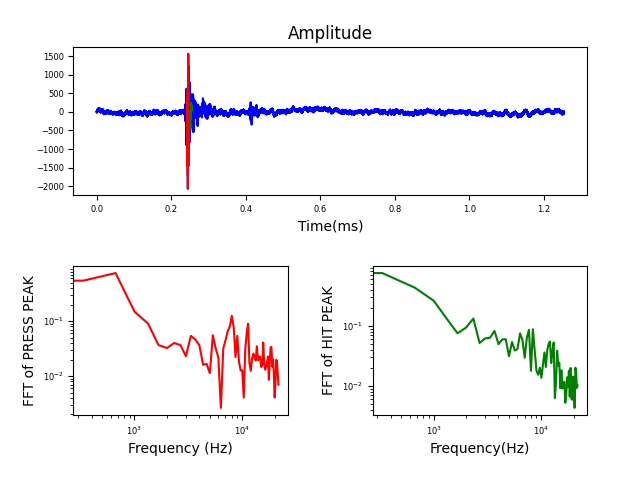 Amplitude
1500
1000
500
0
−500
−1000
−1500
−2000
0.0 0.2 0.4 0.6 0.8 1.0 1.2
Time(ms)
FFT of PRESS PEAK
10⁻¹
10⁻²
10³ 10⁴
Frequency (Hz)
FFT of HIT PEAK
10⁻¹
10⁻²
10³ 10⁴
Frequency(Hz)